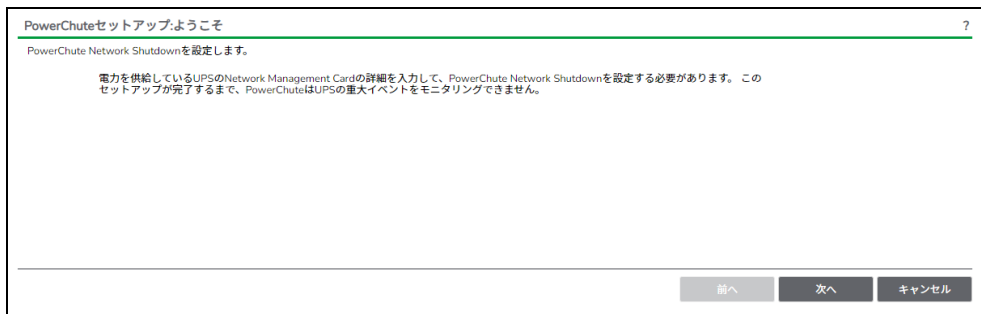 PowerChuteセットアップ:ようこそ
?
PowerChute Network Shutdownを設定します。
電力を供給しているUPSのNetwork Management Cardの詳細を入力して、PowerChute Network Shutdownを設定する必要があります。 この
セットアップが完了するまで、PowerChuteはUPSの重大イベントをモニタリングできません。
前へ
次へ
キャンセル